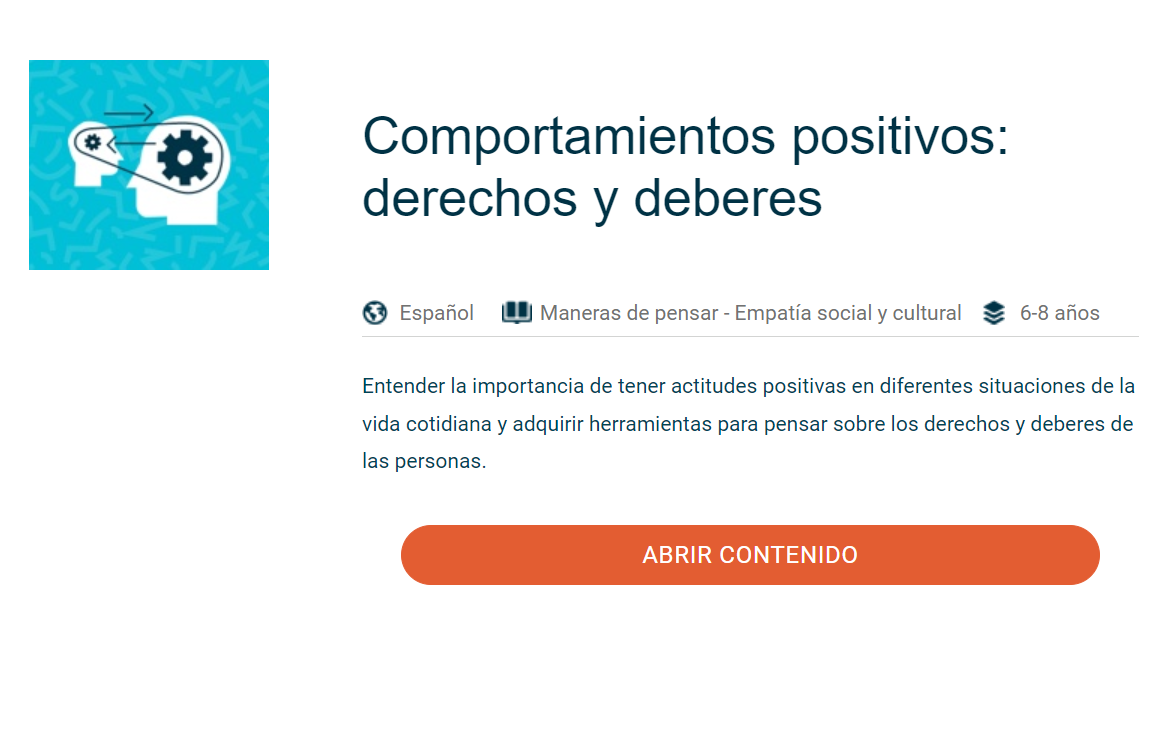 Comportamientos positivos:
derechos y deberes
Español
Maneras de pensar - Empatía social y cultural
6-8 años
Entender la importancia de tener actitudes positivas en diferentes situaciones de la
vida cotidiana y adquirir herramientas para pensar sobre los derechos y deberes de
las personas.
ABRIR CONTENIDO